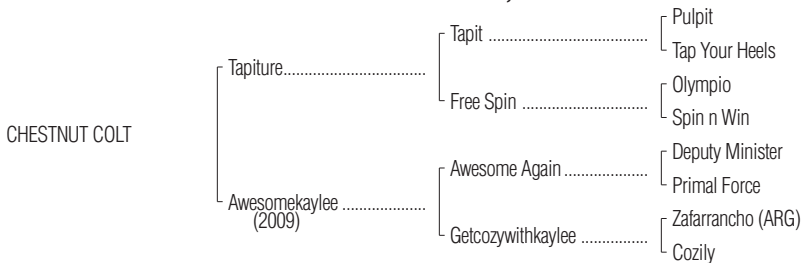 Pulpit
Tapit ........................................
Tap Your Heels
Tapiture....................................
Olympio
Free Spin ................................
Spin n Win
CHESTNUT COLT
Deputy Minister
Awesome Again .....................
Primal Force
Awesomekaylee .....................
(2009)
Zafarrancho (ARG)
Getcozywithkaylee .................
Cozily